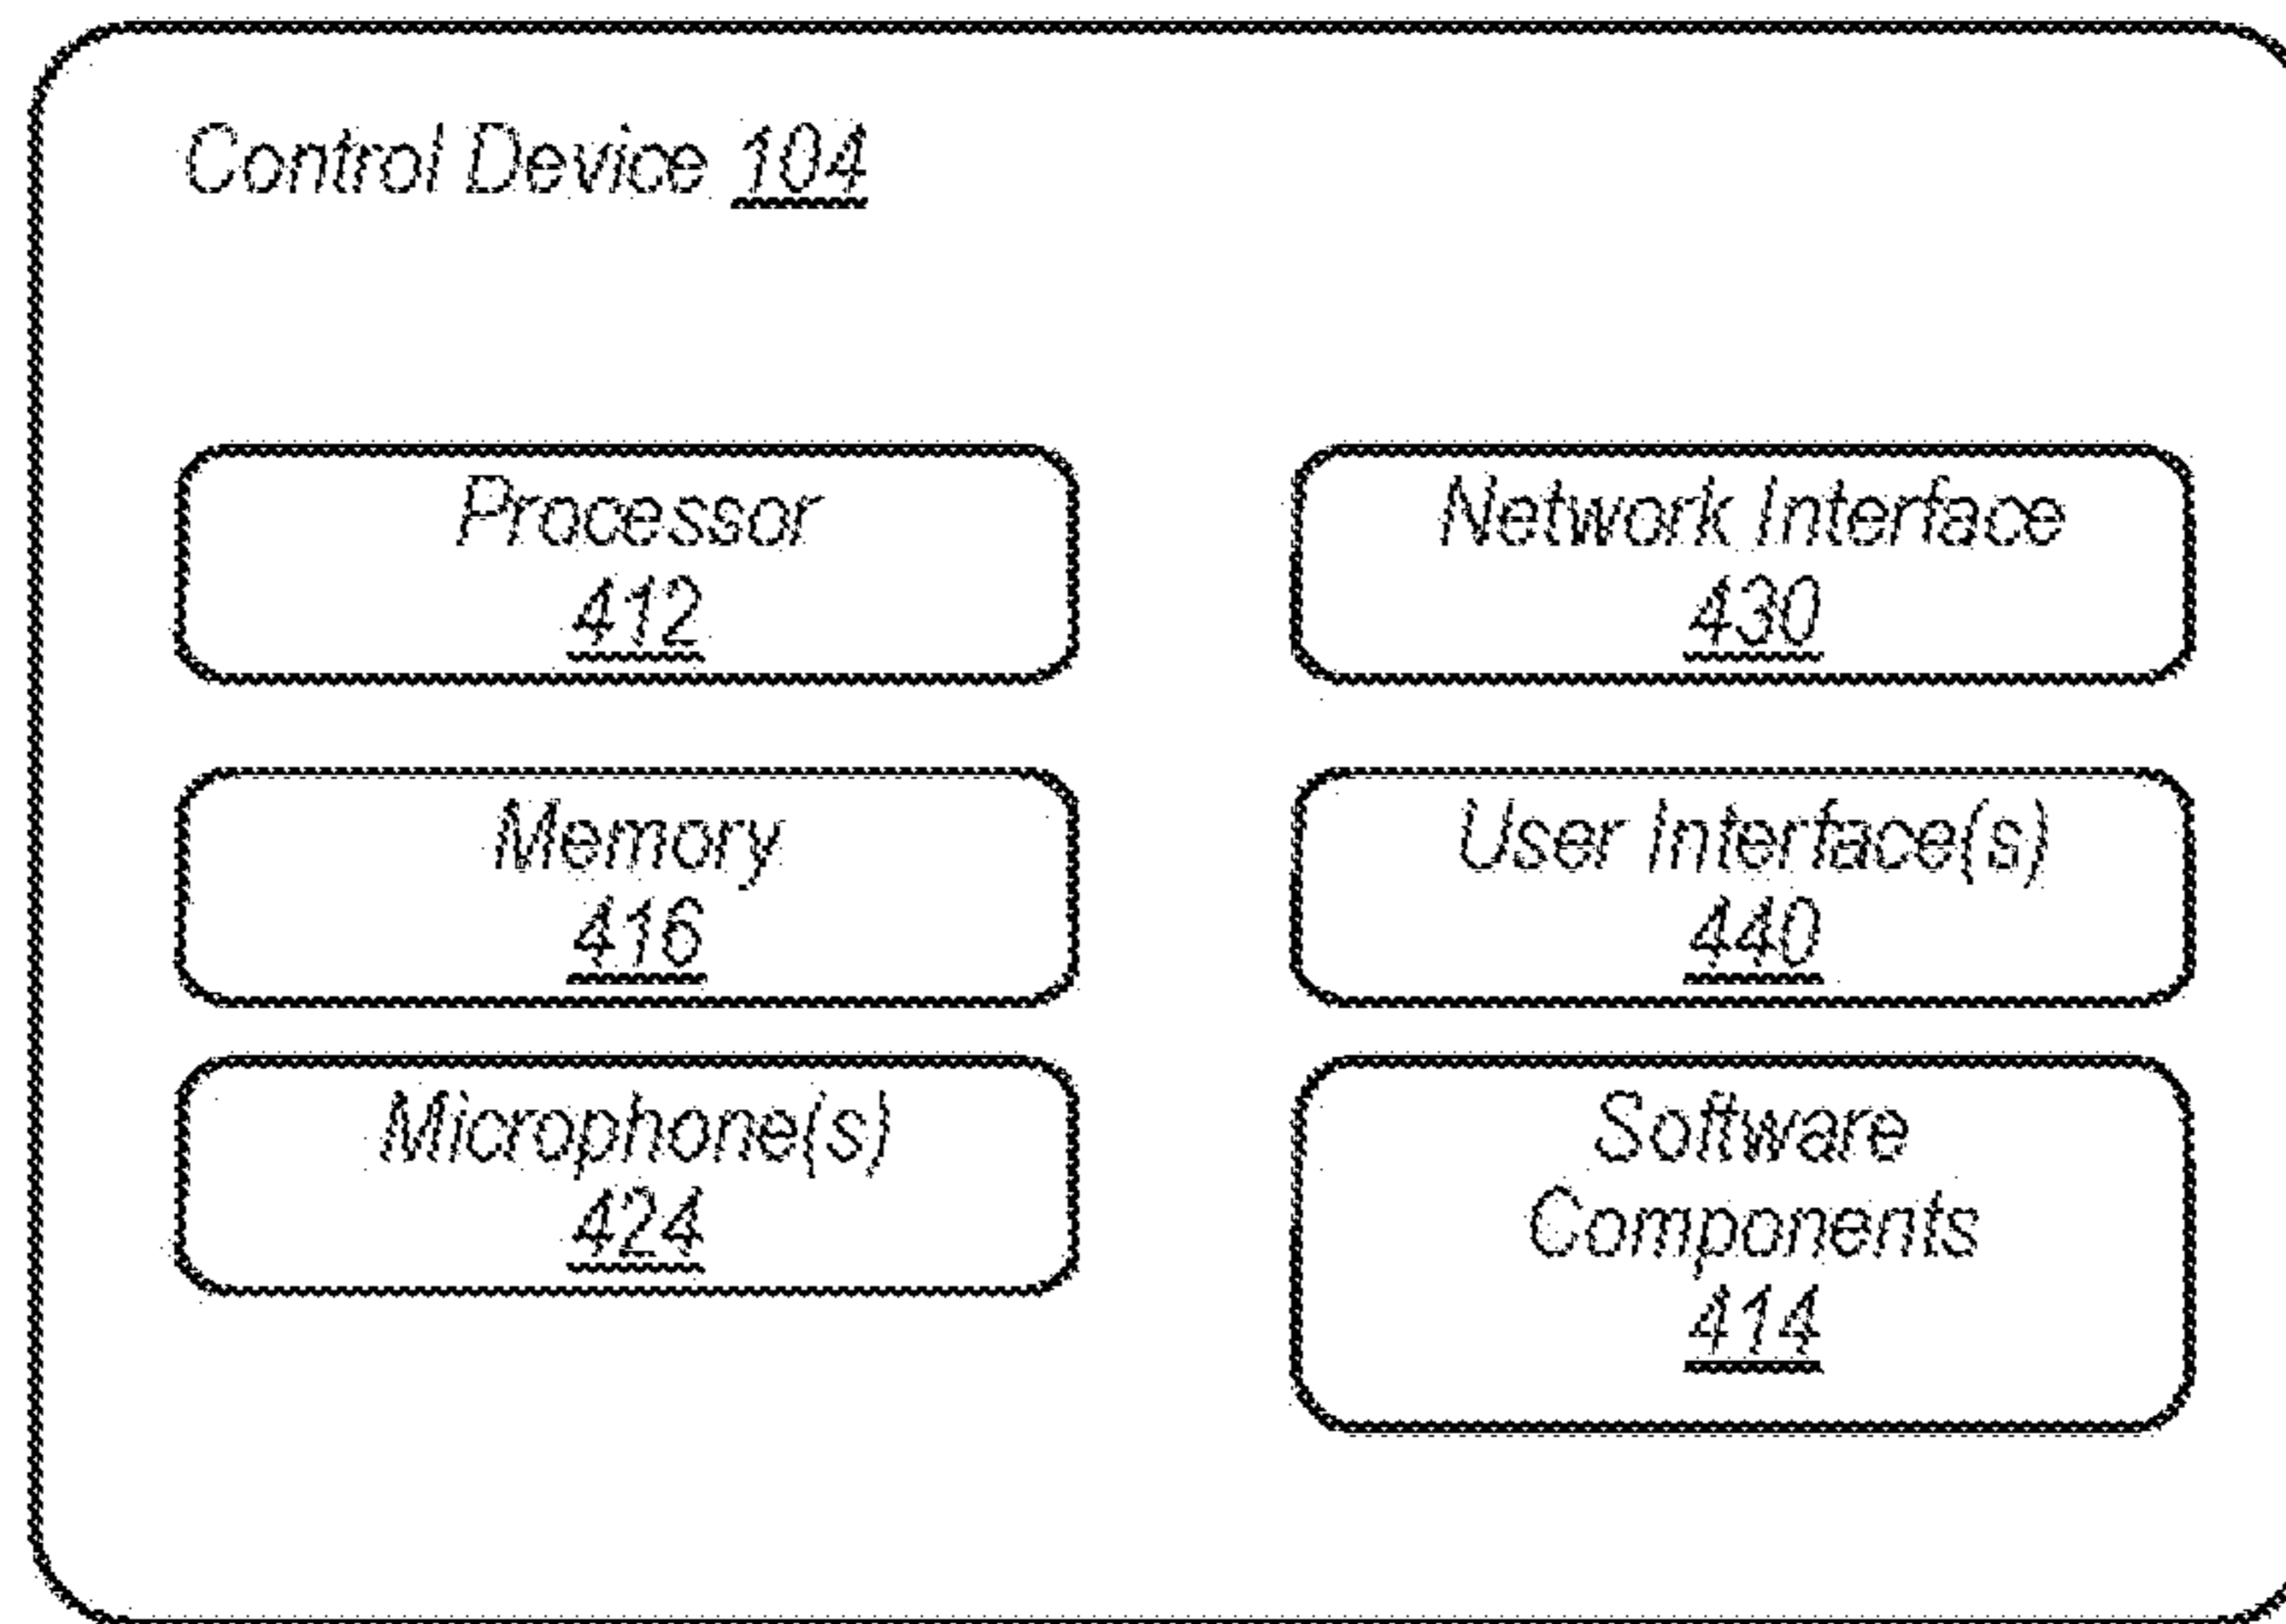 Control Device 104
Processor
412
Network Interface
430
Memory
416
User Interface(s)
440
Microphone(s)
424
Software
Components
414